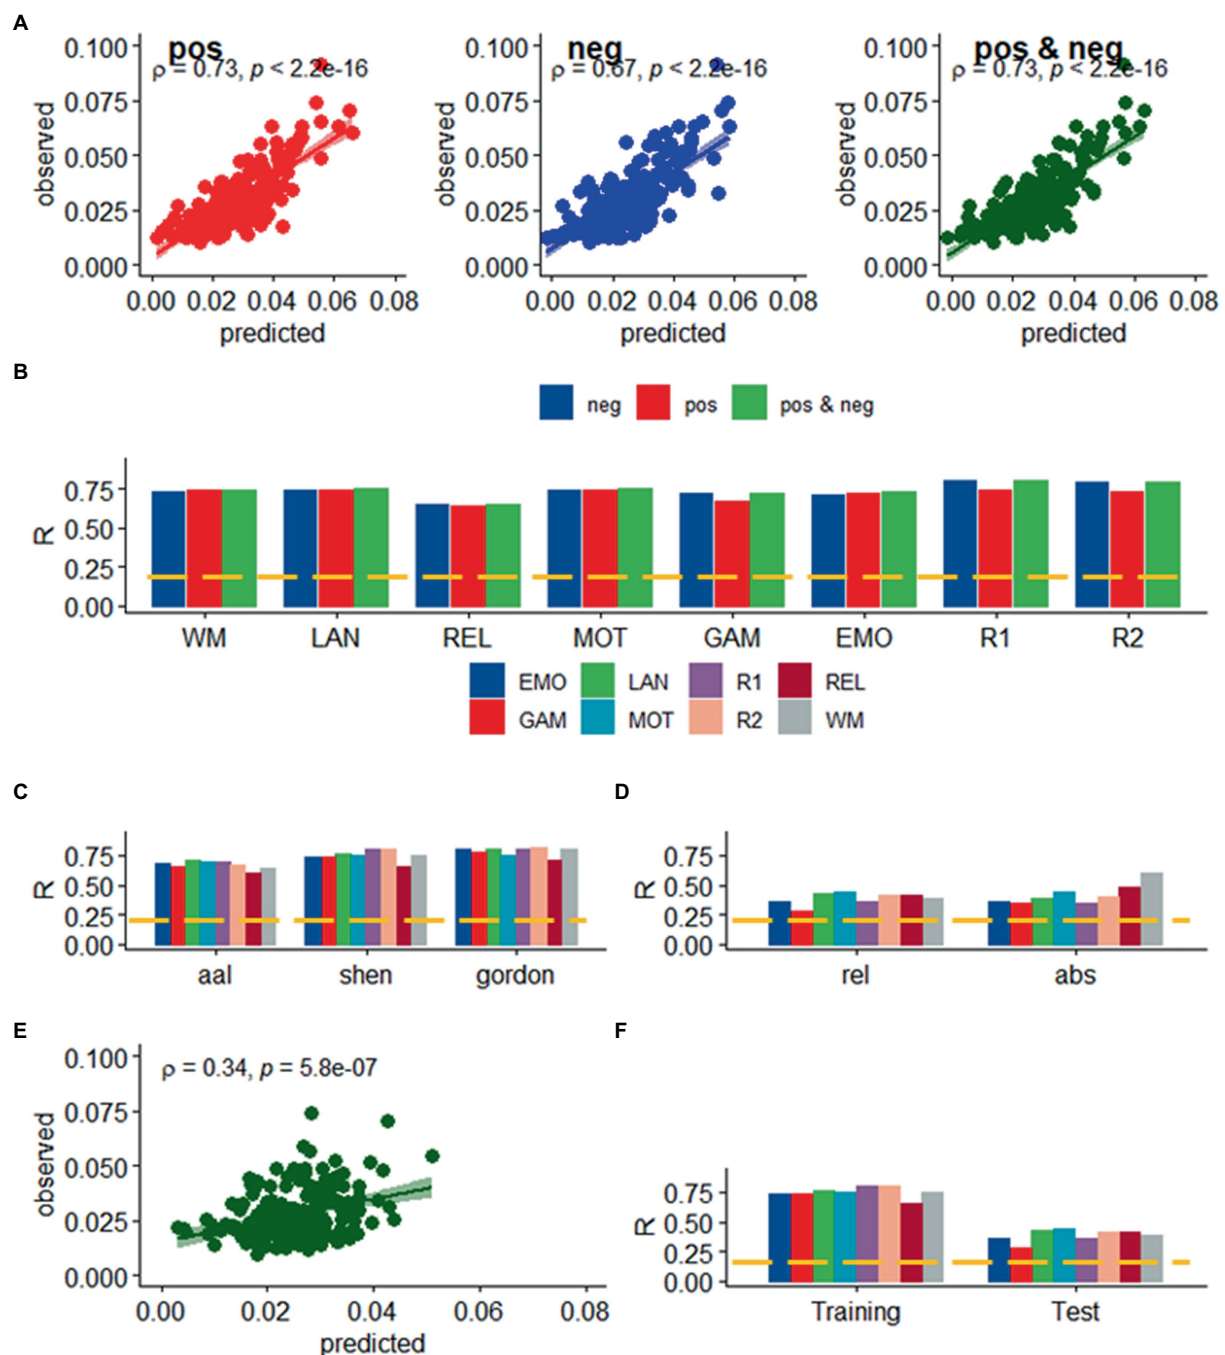 A
pos neg pos & neg
ρ = 0.73, p < 2.2e-16 ρ = 0.67, p < 2.2e-16 ρ = 0.73, p < 2.2e-16
observed observed observed
0.100 0.100 0.100
0.075 0.075 0.075
0.050 0.050 0.050
0.025 0.025 0.025
0.000 0.000 0.000
0.00 0.02 0.04 0.06 0.08 0.00 0.02 0.04 0.06 0.08 0.00 0.02 0.04 0.06 0.08
predicted predicted predicted
B
neg pos pos & neg
R
0.75
0.50
0.25
0.00
WM LAN REL MOT GAM EMO R1 R2
EMO LAN R1 REL
GAM MOT R2 WM
C
R
0.75
0.50
0.25
0.00
aal shen gordon
D
R
0.75
0.50
0.25
0.00
rel abs
E
ρ = 0.34, p = 5.8e-07
observed
0.100
0.075
0.050
0.025
0.000
0.00 0.02 0.04 0.06 0.08
predicted
F
R
0.75
0.50
0.25
0.00
Training Test